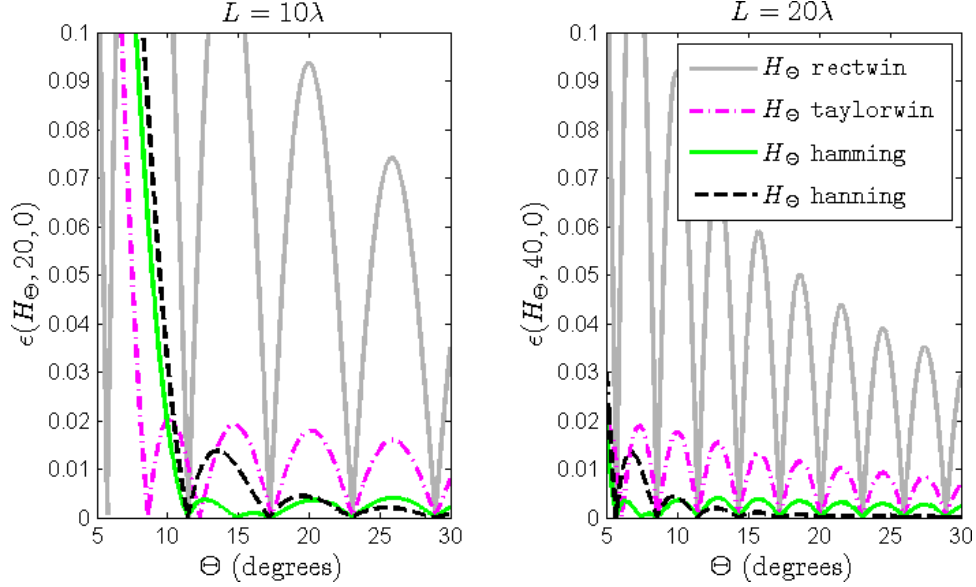 L = 10λ
0.1
0.09
0.08
0.07
0.06
0.05
0.04
0.03
0.02
0.01
0
ϵ(H_Θ, 20, 0)
5 10 15 20 25 30
Θ (degrees)
L = 20λ
0.1
0.09
0.08
0.07
0.06
0.05
0.04
0.03
0.02
0.01
0
ϵ(H_Θ, 40, 0)
5 10 15 20 25 30
Θ (degrees)
H_Θ rectwin
H_Θ taylorwin
H_Θ hamming
H_Θ hanning